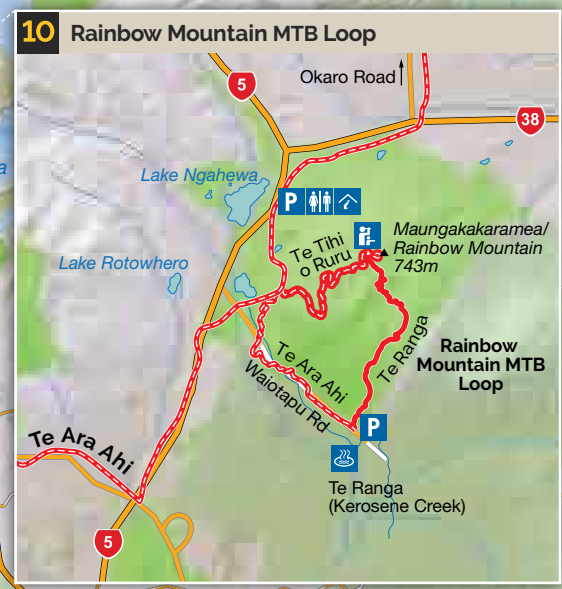 10 Rainbow Mountain MTB Loop
Okaro Road
5
38
Lake Ngahewa
P
Maungakakaramea/
Rainbow Mountain
743m
Te Tihi
o Ruru
Lake Rotowhero
Te Ranga
Rainbow
Mountain MTB
Loop
Te Ara Ahi
Waiotapu Rd
P
Te Ara Ahi
Te Ranga
(Kerosene Creek)
5